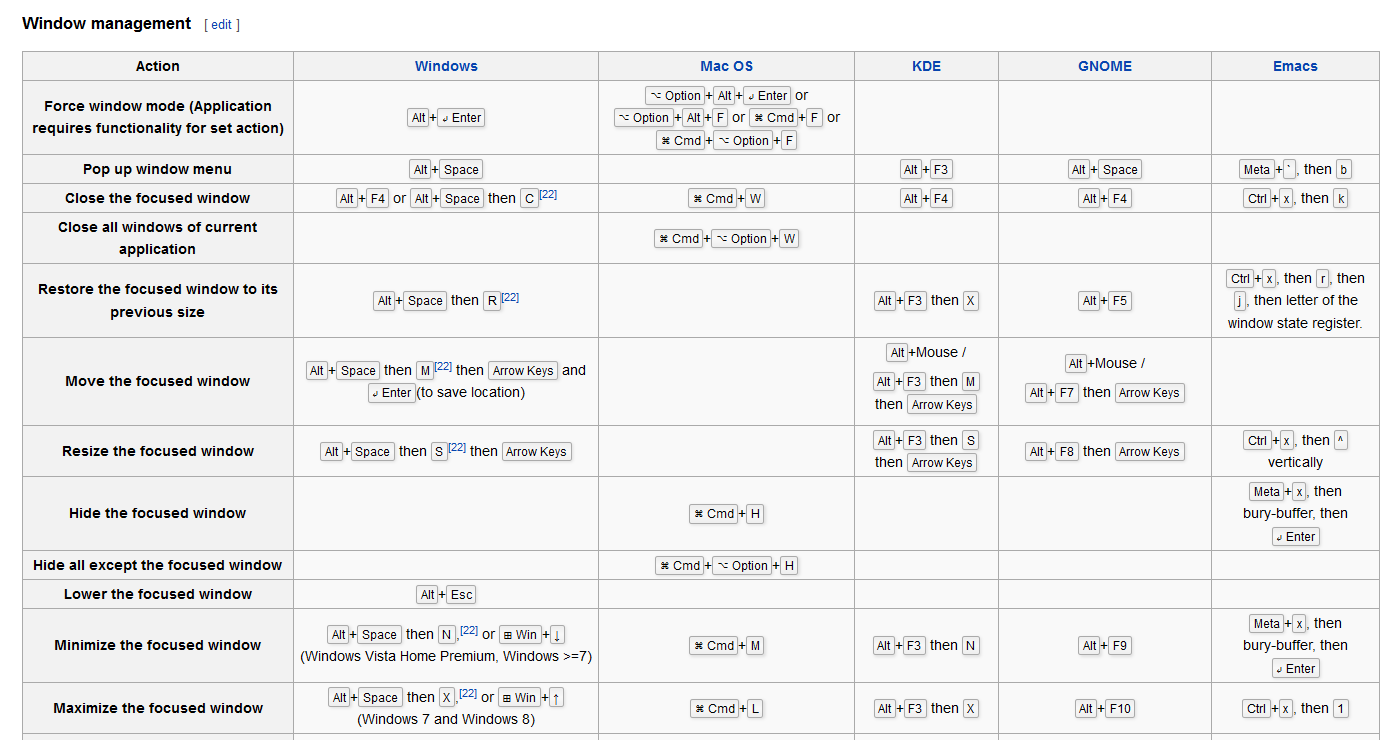 Window management [ edit ]
Action Windows Mac OS KDE GNOME Emacs
Force window mode (Application
requires functionality for set action)
Alt + ↲ Enter
⌥ Option + Alt + ↲ Enter or
⌥ Option + Alt + F or ⌘ Cmd + F or
⌘ Cmd + ⌥ Option + F
Pop up window menu
Alt + Space
Alt + F3
Alt + Space
Meta + ` , then b
Close the focused window
Alt + F4 or Alt + Space then C [22]
⌘ Cmd + W
Alt + F4
Alt + F4
Ctrl + x , then k
Close all windows of current
application
⌘ Cmd + ⌥ Option + W
Restore the focused window to its
previous size
Alt + Space then R [22]
Alt + F3 then X
Alt + F5
Ctrl + x , then r , then
j , then letter of the
window state register.
Move the focused window
Alt + Space then M [22] then Arrow Keys and
↲ Enter (to save location)
Alt +Mouse /
Alt + F3 then M
then Arrow Keys
Alt +Mouse /
Alt + F7 then Arrow Keys
Resize the focused window
Alt + Space then S [22] then Arrow Keys
Alt + F3 then S
then Arrow Keys
Alt + F8 then Arrow Keys
Ctrl + x , then ^
vertically
Hide the focused window
⌘ Cmd + H
Meta + x , then
bury-buffer, then
↲ Enter
Hide all except the focused window
⌘ Cmd + ⌥ Option + H
Lower the focused window
Alt + Esc
Minimize the focused window
Alt + Space then N ,[22] or ⊞ Win + ↓
(Windows Vista Home Premium, Windows >=7)
⌘ Cmd + M
Alt + F3 then N
Alt + F9
Meta + x , then
bury-buffer, then
↲ Enter
Maximize the focused window
Alt + Space then X ,[22] or ⊞ Win + ↑
(Windows 7 and Windows 8)
⌘ Cmd + L
Alt + F3 then X
Alt + F10
Ctrl + x , then 1